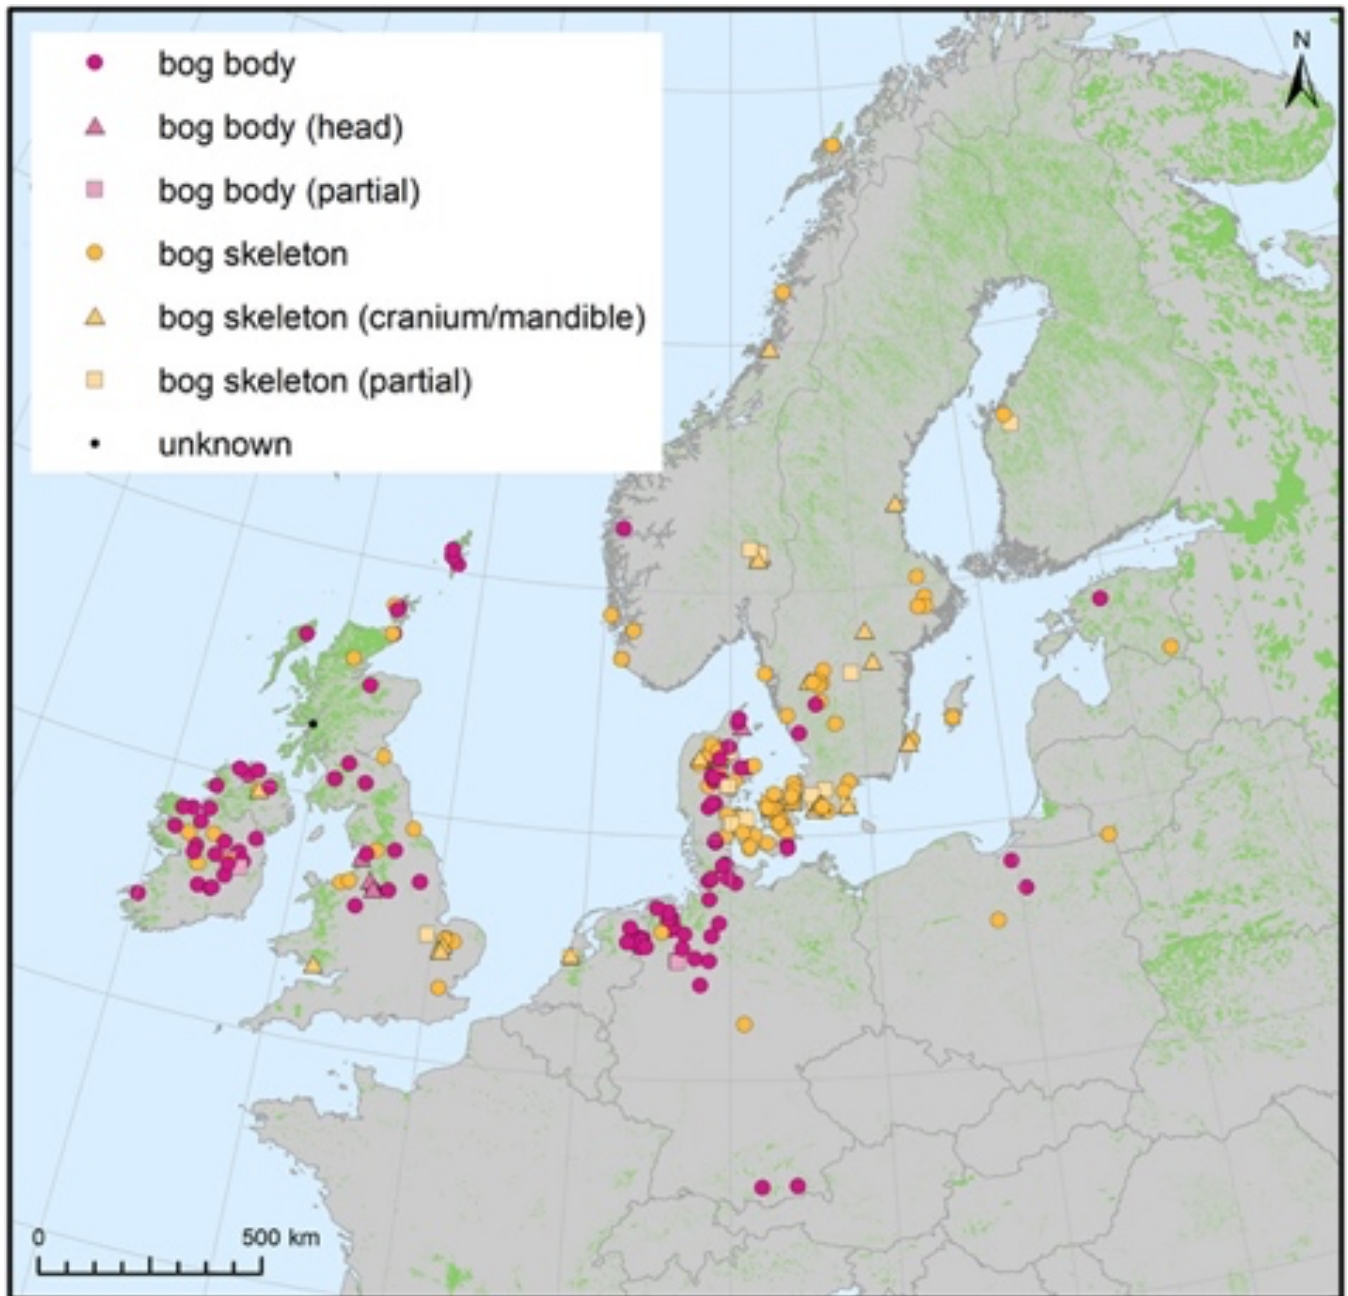 bog body
bog body (head)
bog body (partial)
bog skeleton
bog skeleton (cranium/mandible)
bog skeleton (partial)
unknown
N
0 500 km